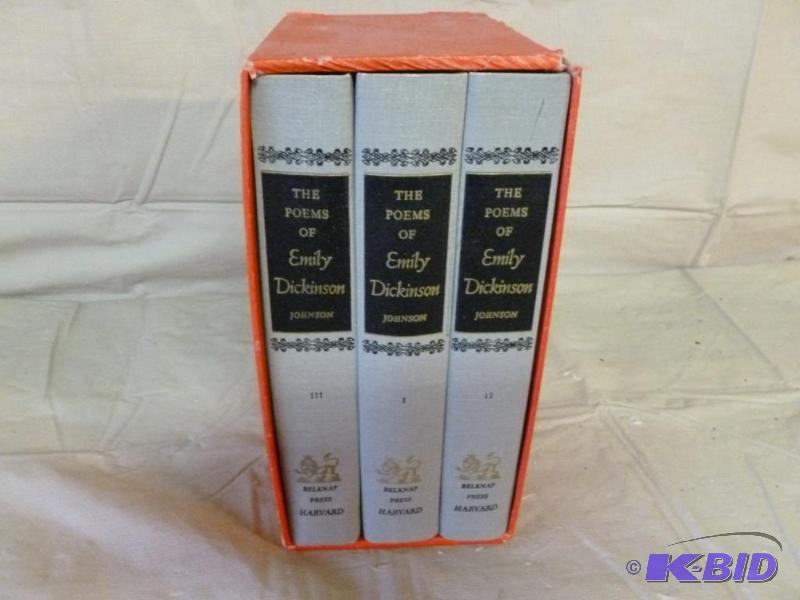 THE
POEMS
OF
Emily
Dickinson
JOHNSON
III
BELKNAP
PRESS
HARVARD
THE
POEMS
OF
Emily
Dickinson
JOHNSON
I
BELKNAP
PRESS
HARVARD
THE
POEMS
OF
Emily
Dickinson
JOHNSON
II
BELKNAP
PRESS
HARVARD
© K-BID